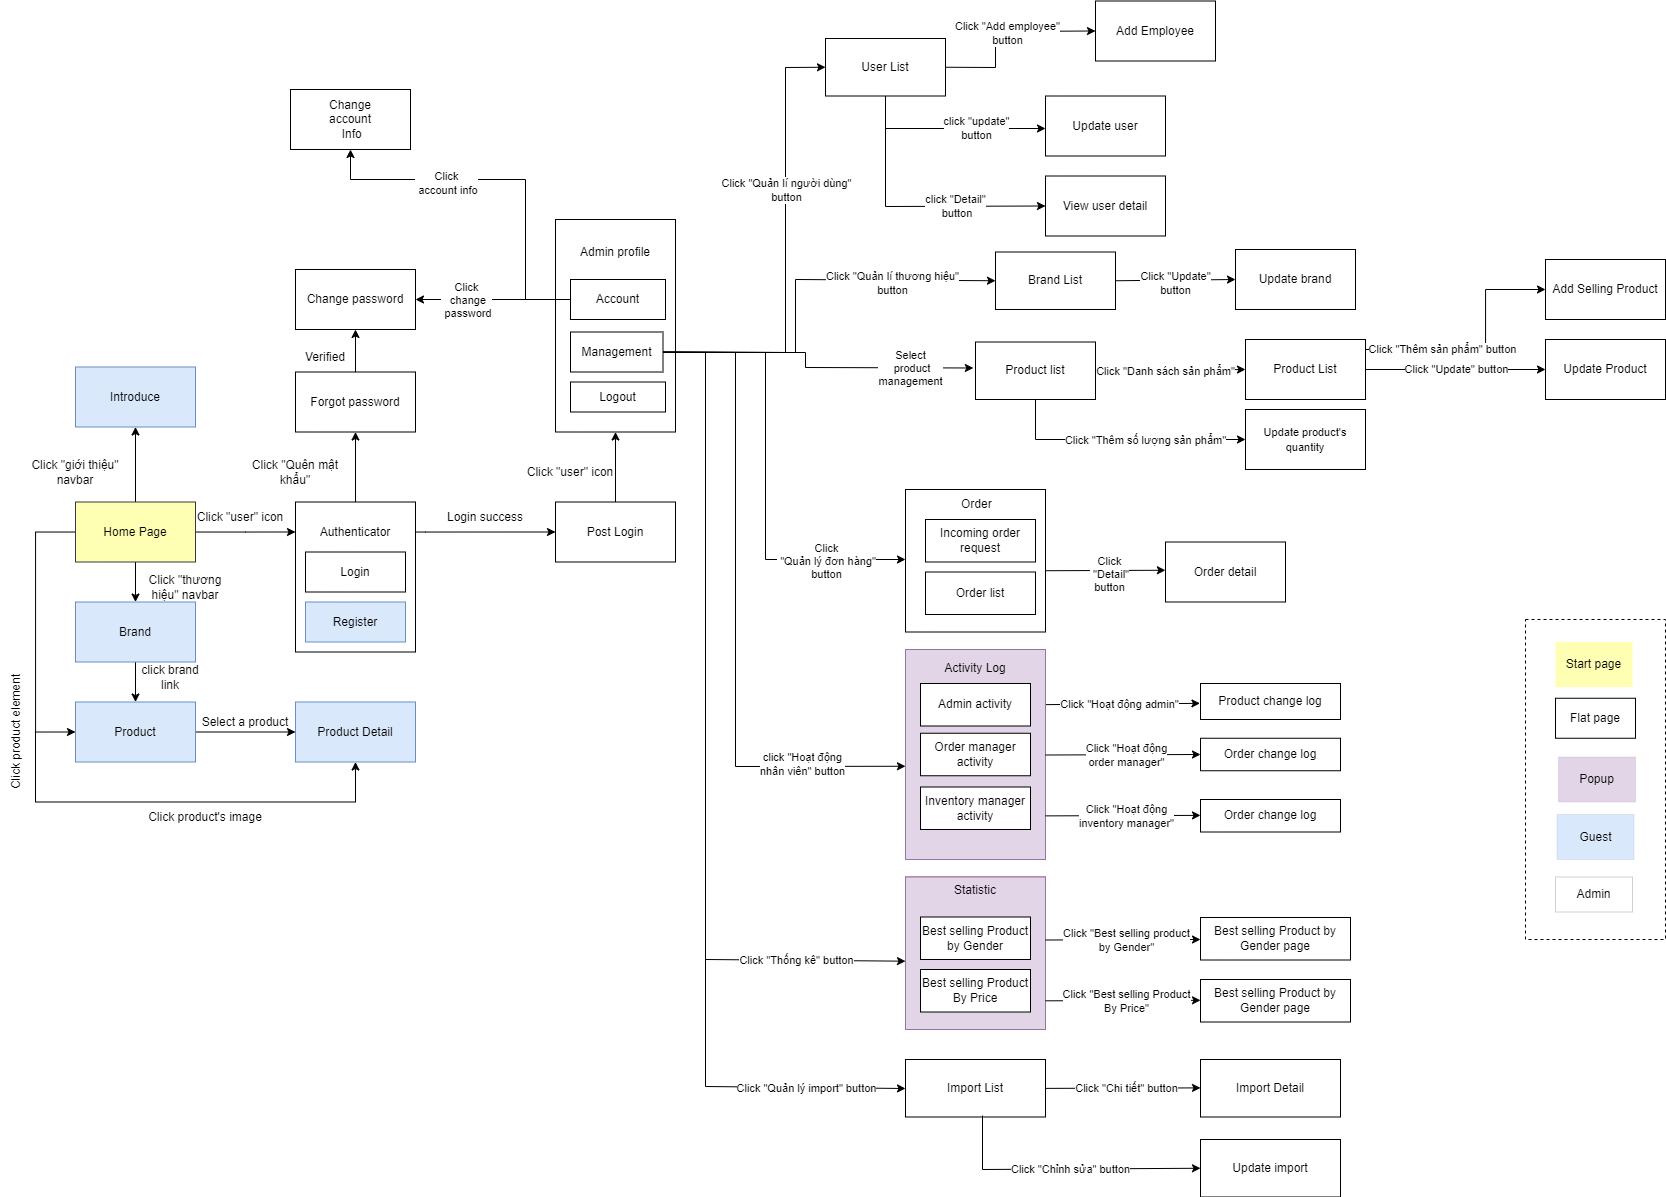 Click "Add employee"
button
Add Employee
User List
click "update"
button
Update user
click "Detail"
button
View user detail
Click "Quản lí người dùng"
button
Change
account
Info
Click
account info
Admin profile
Account
Management
Logout
Click
change
password
Change password
Verified
Forgot password
Click "Quên mật
khẩu"
Click "Quản lí thương hiệu"
button
Brand List
Click "Update"
button
Update brand
Select
product
management
Product list
Click "Danh sách sản phẩm"
Product List
Click "Thêm sản phẩm" button
Add Selling Product
Click "Update" button
Update Product
Click "Thêm số lượng sản phẩm"
Update product's
quantity
Introduce
Click "giới thiệu"
navbar
Home Page
Click "user" icon
Authenticator
Login
Register
Login success
Post Login
Click "user" icon
Click "thương
hiệu" navbar
Brand
click brand
link
Product
Select a product
Product Detail
Click product element
Click product's image
Click
"Quản lý đơn hàng"
button
Order
Incoming order
request
Order list
Click
"Detail"
button
Order detail
click "Hoạt động
nhân viên" button
Activity Log
Admin activity
Order manager
activity
Inventory manager
activity
Click "Hoạt động admin"
Product change log
Click "Hoạt động
order manager"
Order change log
Click "Hoạt động
inventory manager"
Order change log
Click "Thống kê" button
Statistic
Best selling Product
by Gender
Best selling Product
By Price
Click "Best selling product
by Gender"
Best selling Product by
Gender page
Click "Best selling Product
By Price"
Best selling Product by
Gender page
Click "Quản lý import" button
Import List
Click "Chi tiết" button
Import Detail
Click "Chỉnh sửa" button
Update import
Start page
Flat page
Popup
Guest
Admin